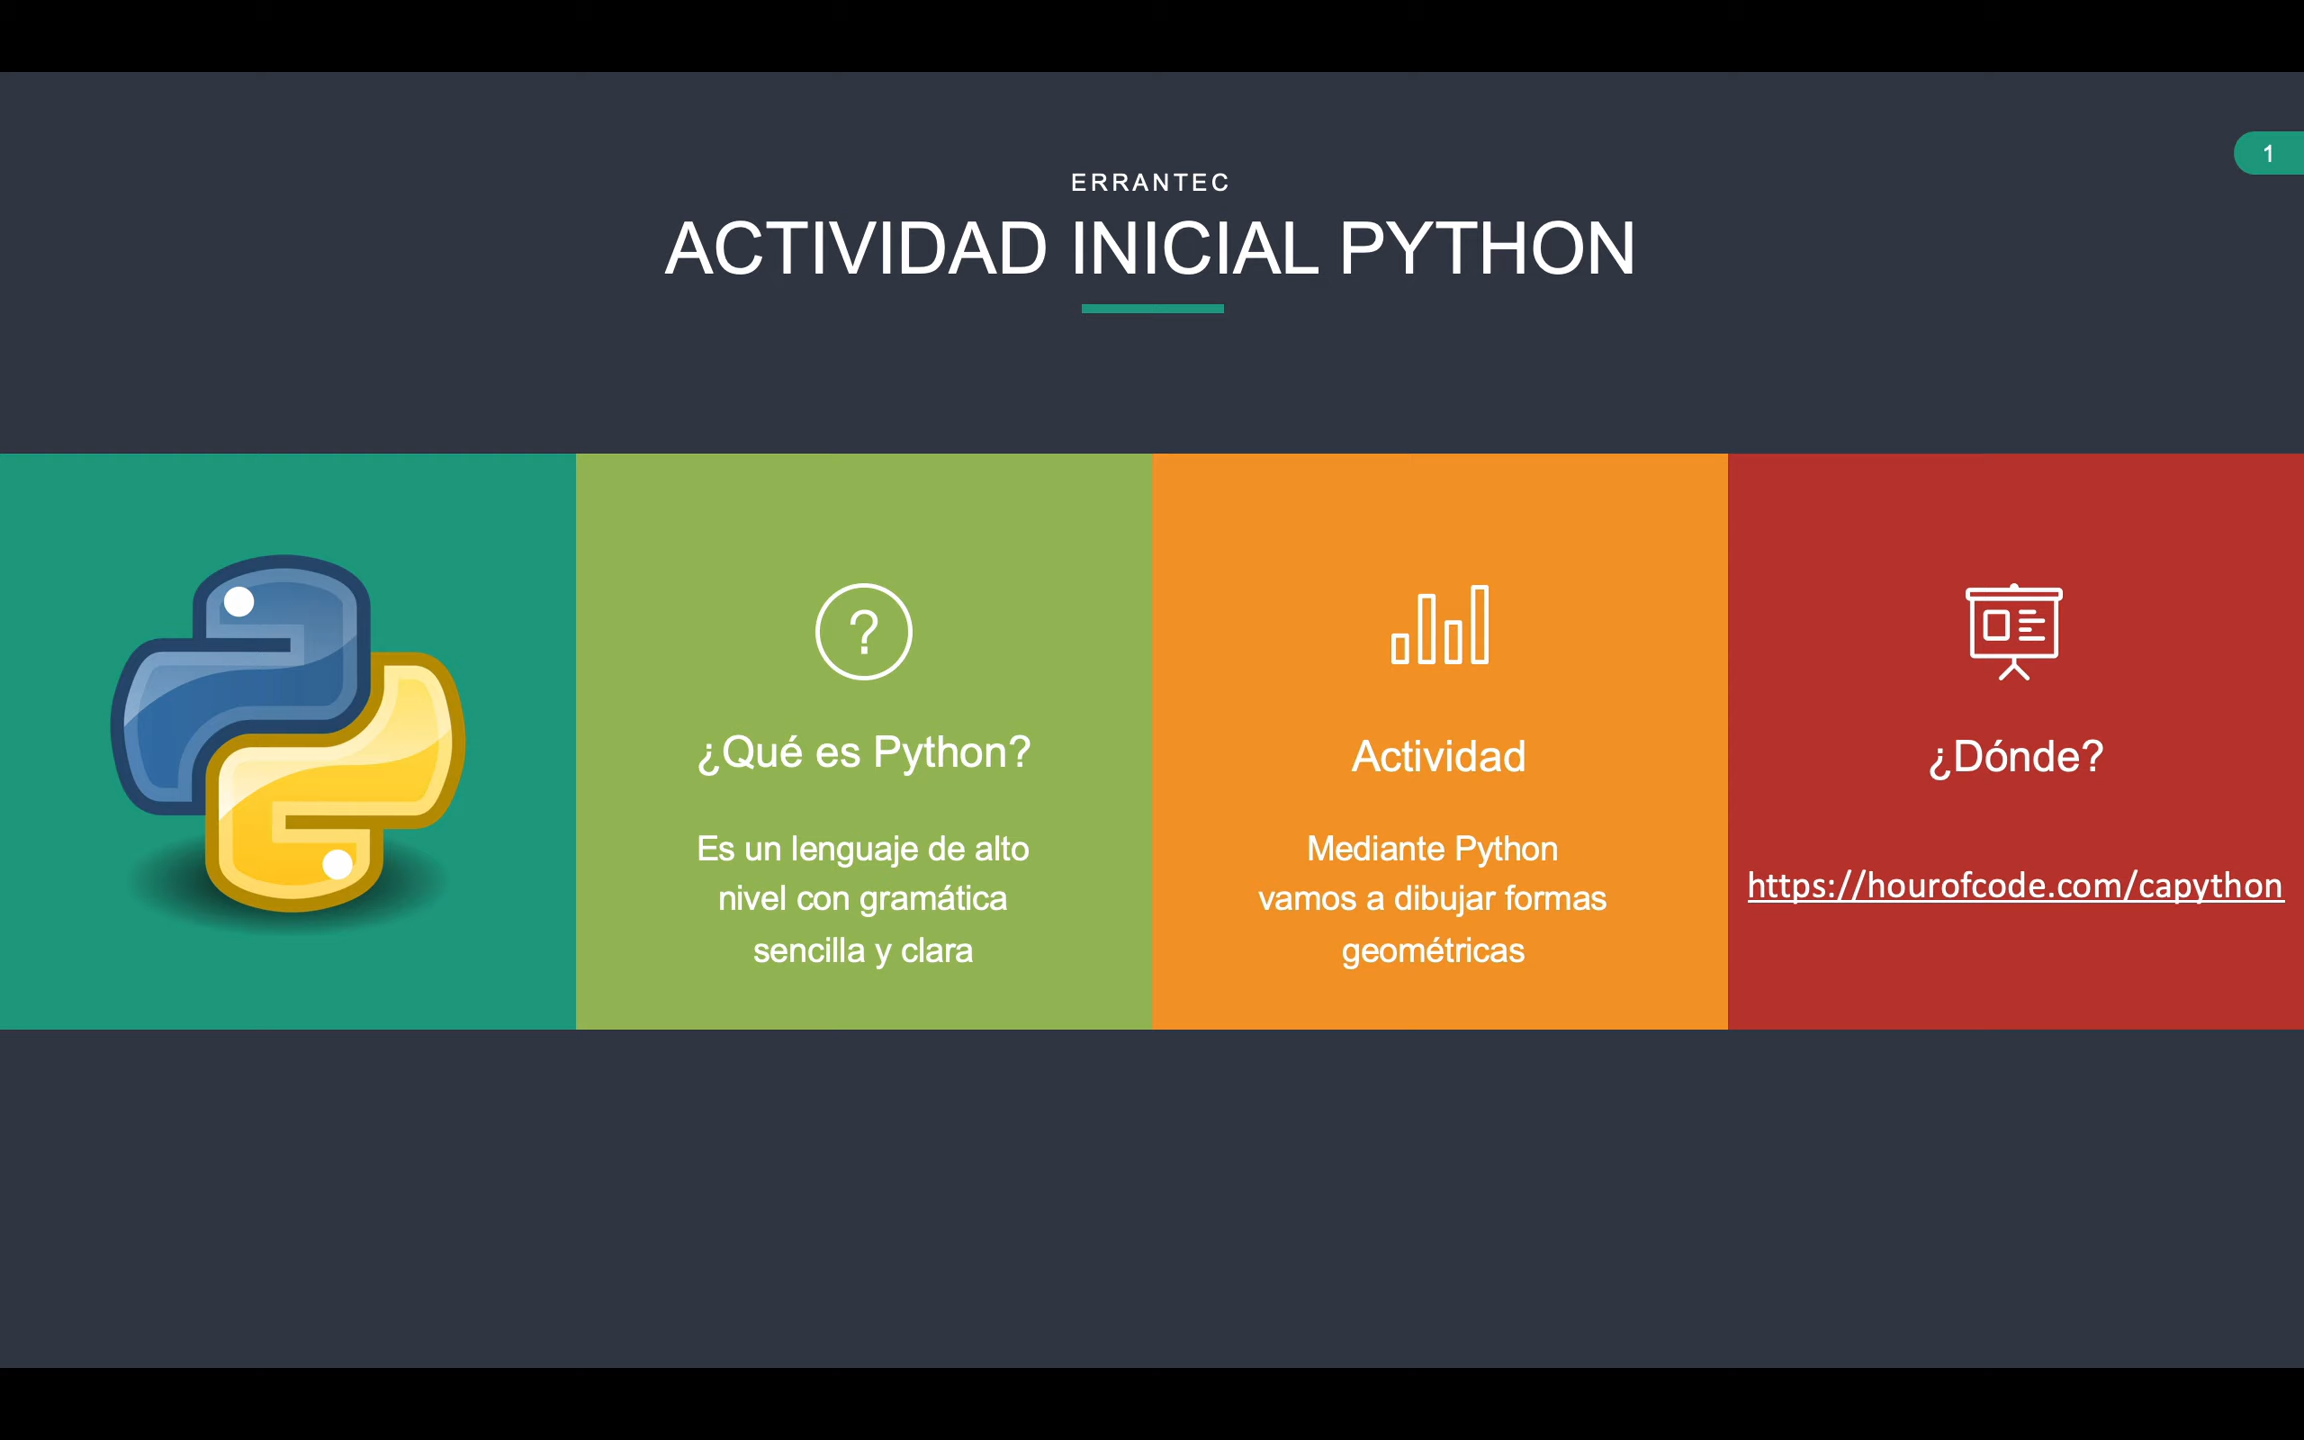 1
ERRANTEC
ACTIVIDAD INICIAL PYTHON
?
¿Qué es Python?
Es un lenguaje de alto
nivel con gramática
sencilla y clara
Actividad
Mediante Python
vamos a dibujar formas
geométricas
¿Dónde?
https://hourofcode.com/capython